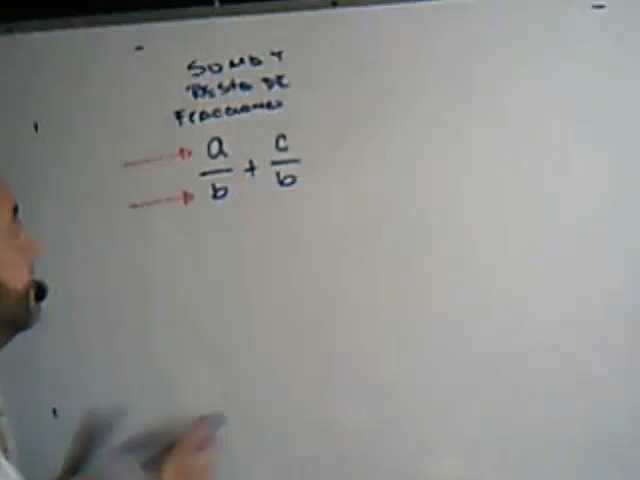 SUMA Y
RESTA DE
FRACCIONES
a/b + c/b